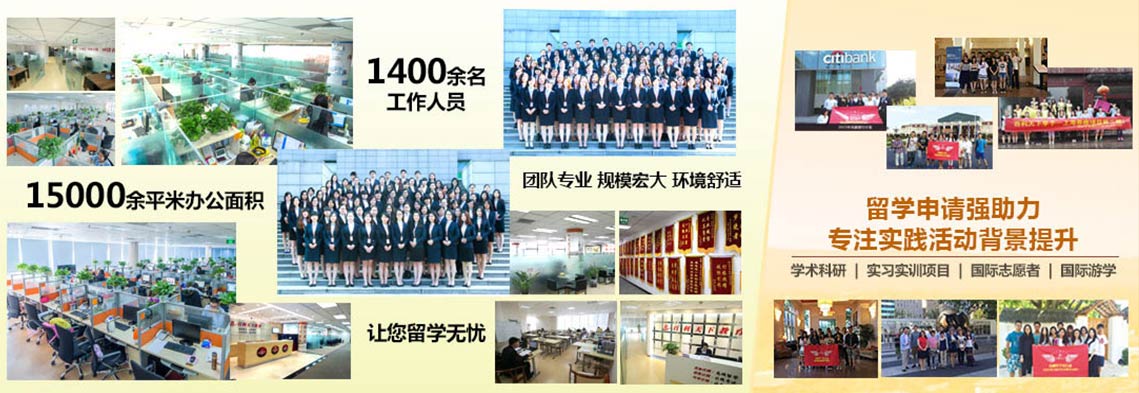 1400余名
工作人员
15000余平米办公面积
团队专业 规模宏大 环境舒适
让您留学无忧
citibank
留学申请强助力
专注实践活动背景提升
学术科研 | 实习实训项目 | 国际志愿者 | 国际游学